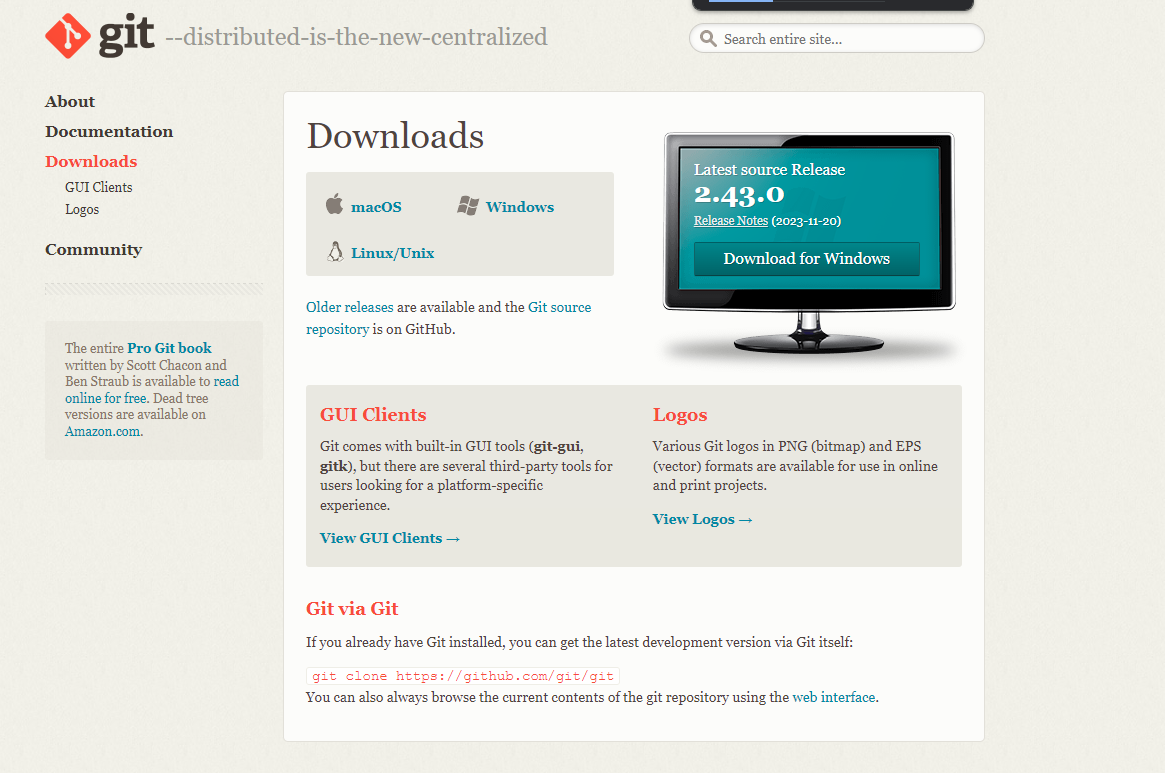 git --distributed-is-the-new-centralized
Search entire site...
About
Documentation
Downloads
GUI Clients
Logos
Community
The entire Pro Git book
written by Scott Chacon and
Ben Straub is available to read
online for free. Dead tree
versions are available on
Amazon.com.
Downloads
macOS
Windows
Linux/Unix
Older releases are available and the Git source
repository is on GitHub.
Latest source Release
2.43.0
Release Notes (2023-11-20)
Download for Windows
GUI Clients
Git comes with built-in GUI tools (git-gui,
gitk), but there are several third-party tools for
users looking for a platform-specific
experience.
View GUI Clients →
Logos
Various Git logos in PNG (bitmap) and EPS
(vector) formats are available for use in online
and print projects.
View Logos →
Git via Git
If you already have Git installed, you can get the latest development version via Git itself:
git clone https://github.com/git/git
You can also always browse the current contents of the git repository using the web interface.